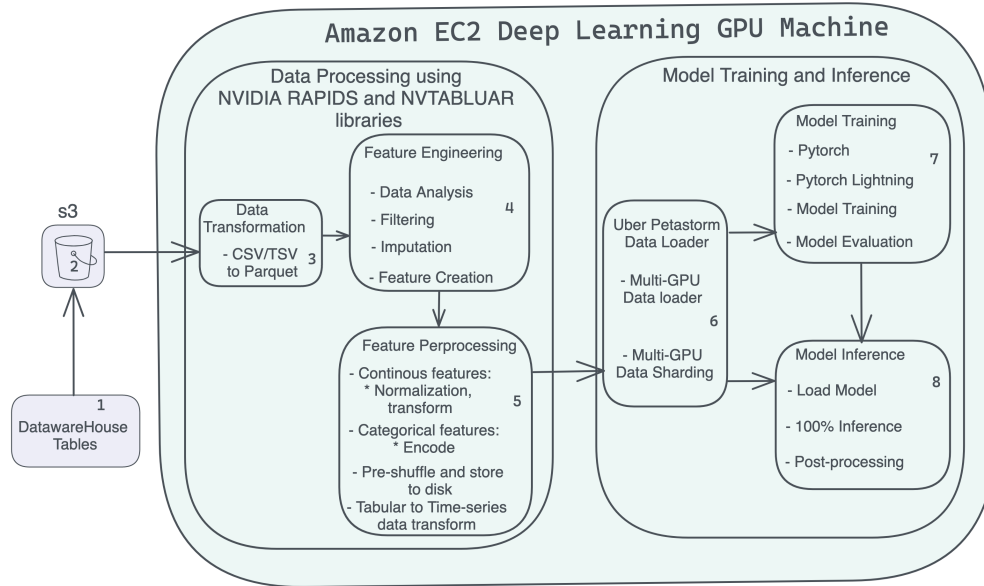 Amazon EC2 Deep Learning GPU Machine
Data Processing using
NVIDIA RAPIDS and NVTABLUAR
libraries
Model Training and Inference
s3
2
1
DatawareHouse
Tables
Data
Transformation
- CSV/TSV
to Parquet
3
Feature Engineering
- Data Analysis
- Filtering
- Imputation
- Feature Creation
4
Feature Perprocessing
- Continous features:
* Normalization,
transform
- Categorical features:
* Encode
- Pre-shuffle and store
to disk
- Tabular to Time-series
data transform
5
Uber Petastorm
Data Loader
- Multi-GPU
Data loader
6
- Multi-GPU
Data Sharding
Model Training
- Pytorch
- Pytorch Lightning
- Model Training
- Model Evaluation
7
Model Inference
- Load Model
- 100% Inference
- Post-processing
8